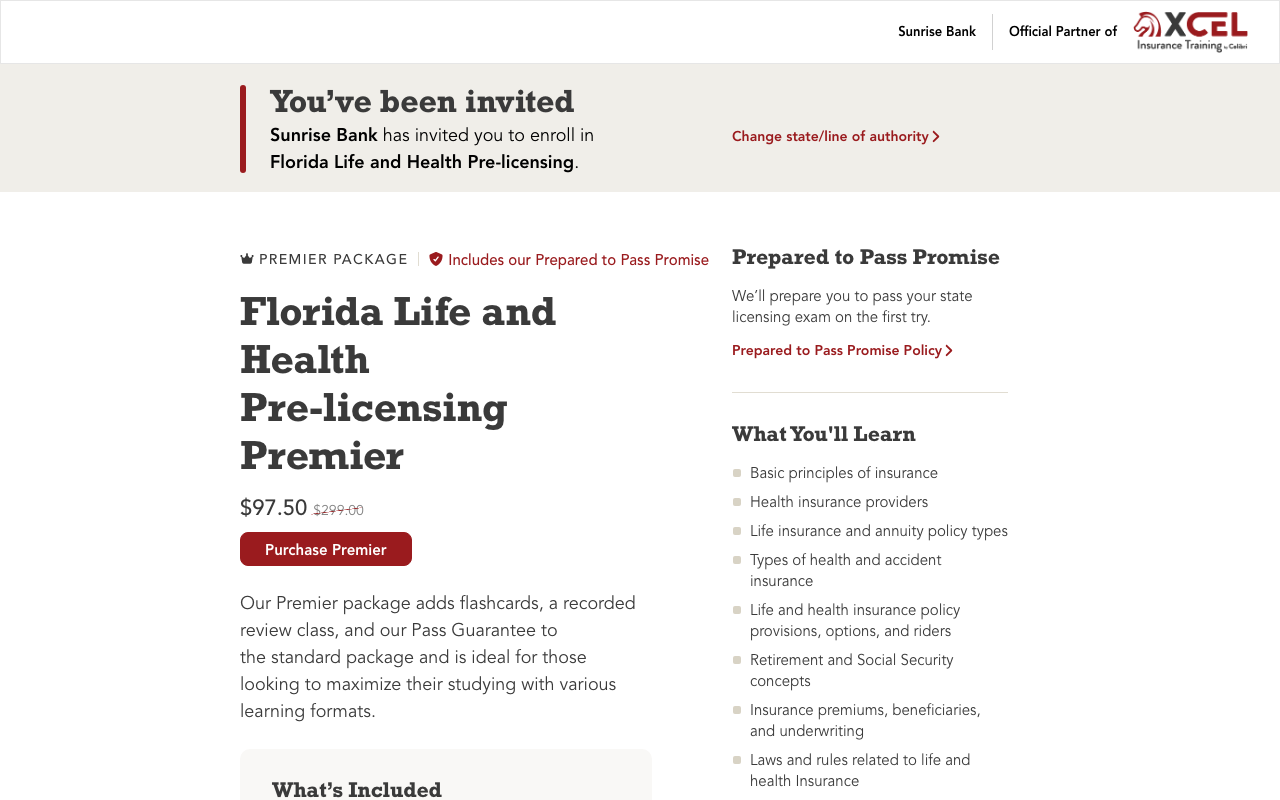 Sunrise Bank
Official Partner of
XCEL
Insurance Training by Colibri
You’ve been invited
Sunrise Bank has invited you to enroll in
Florida Life and Health Pre-licensing.
Change state/line of authority
PREMIER PACKAGE
Includes our Prepared to Pass Promise
Florida Life and
Health
Pre-licensing
Premier
$97.50 $299.00
Purchase Premier
Our Premier package adds flashcards, a recorded
review class, and our Pass Guarantee to
the standard package and is ideal for those
looking to maximize their studying with various
learning formats.
What’s Included
Prepared to Pass Promise
We’ll prepare you to pass your state
licensing exam on the first try.
Prepared to Pass Promise Policy
What You'll Learn
Basic principles of insurance
Health insurance providers
Life insurance and annuity policy types
Types of health and accident
insurance
Life and health insurance policy
provisions, options, and riders
Retirement and Social Security
concepts
Insurance premiums, beneficiaries,
and underwriting
Laws and rules related to life and
health Insurance